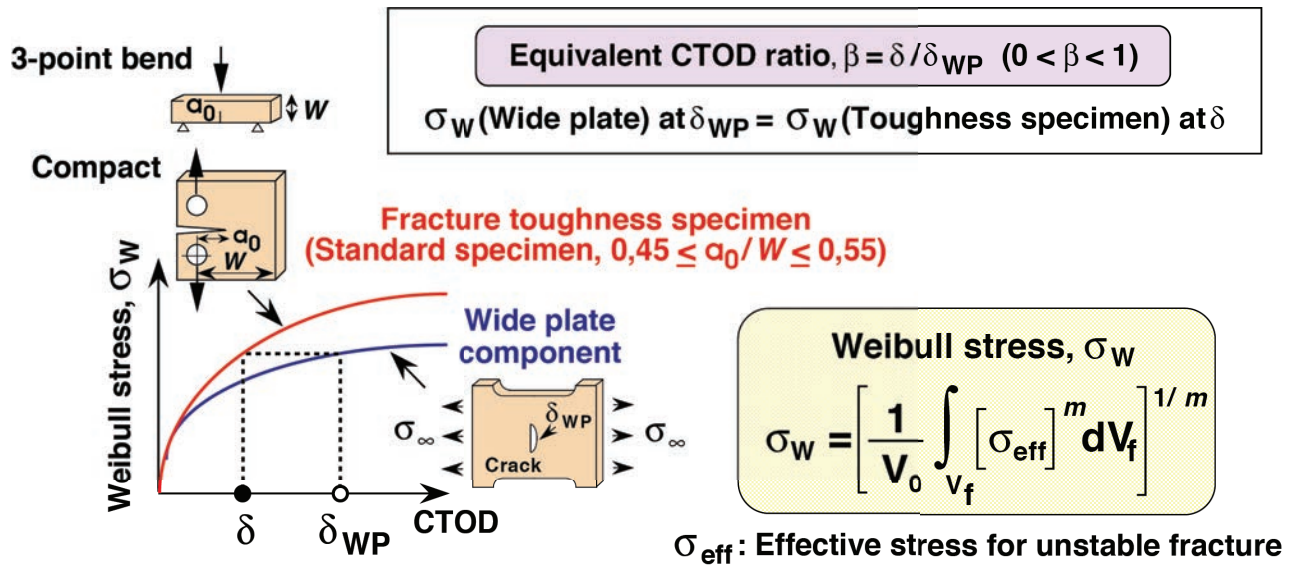 3-point bend
a₀
W
Compact
a₀
W
Equivalent CTOD ratio, β = δ/δWP (0 < β < 1)
σW (Wide plate) at δWP = σW (Toughness specimen) at δ
Fracture toughness specimen
(Standard specimen, 0,45 ≤ a₀/W ≤ 0,55)
Weibull stress, σW
Wide plate
component
δWP
σ∞
σ∞
Crack
δ
δWP
CTOD
Weibull stress, σW
σW = [1/V₀ ∫Vf [σeff]^m dVf]^1/m
σeff : Effective stress for unstable fracture